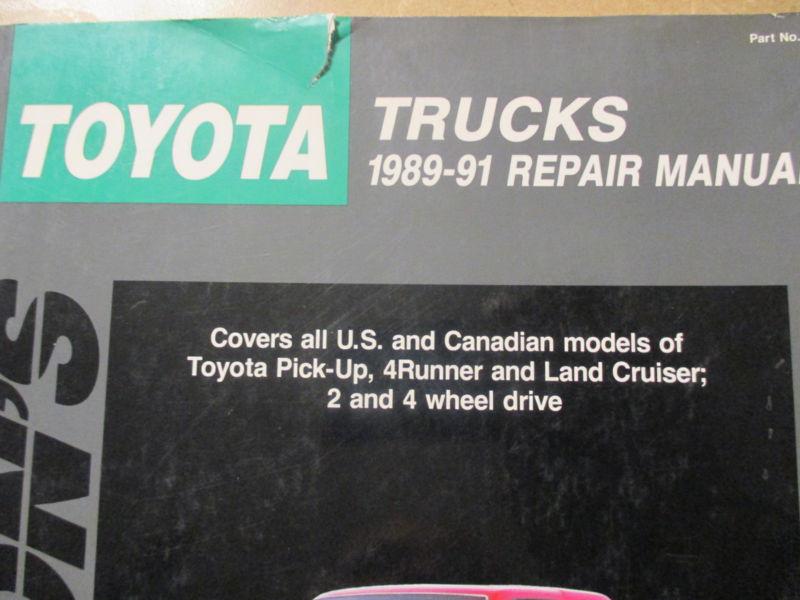 Part No.
TOYOTA
TRUCKS
1989-91 REPAIR MANUA
Covers all U.S. and Canadian models of
Toyota Pick-Up, 4Runner and Land Cruiser;
2 and 4 wheel drive